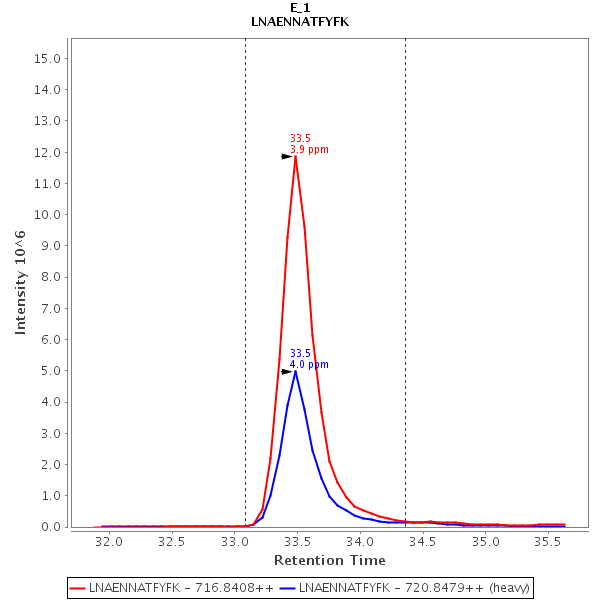 E_1
LNAENNATFYFK
15.0
14.0
13.0
12.0
11.0
10.0
9.0
8.0
7.0
6.0
5.0
4.0
3.0
2.0
1.0
0.0
Intensity 10^6
33.5
3.9 ppm
33.5
4.0 ppm
32.0 32.5 33.0 33.5 34.0 34.5 35.0 35.5
Retention Time
LNAENNATFYFK - 716.8408++ LNAENNATFYFK - 720.8479++ (heavy)